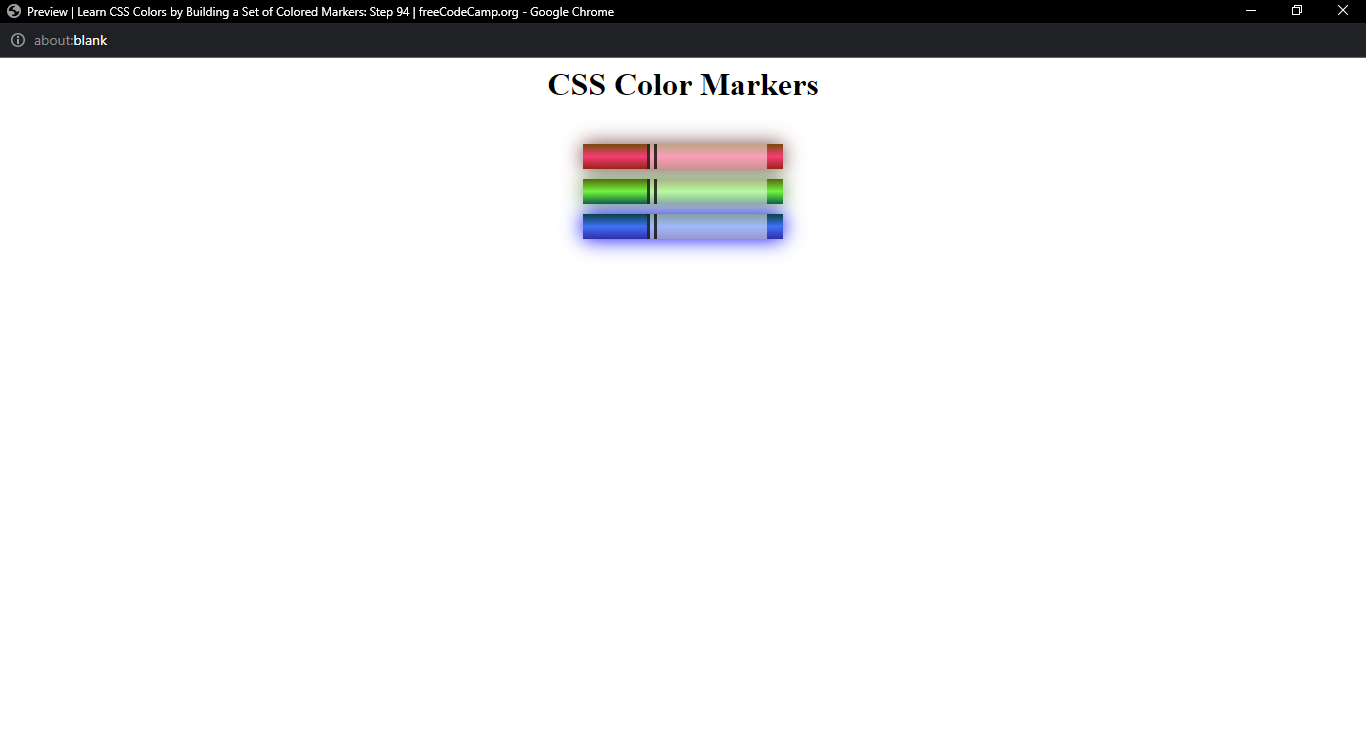 Preview | Learn CSS Colors by Building a Set of Colored Markers: Step 94 | freeCodeCamp.org - Google Chrome
about:blank
CSS Color Markers